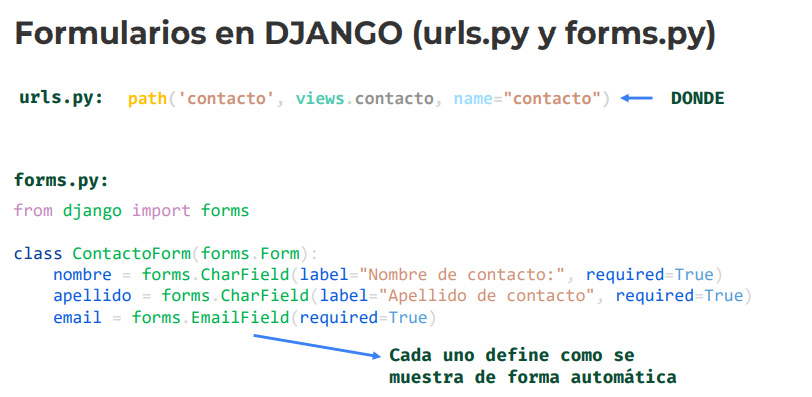 Formularios en DJANGO (urls.py y forms.py)
urls.py: path('contacto', views.contacto, name="contacto") DONDE
forms.py:
from django import forms
class ContactoForm(forms.Form):
    nombre = forms.CharField(label="Nombre de contacto:", required=True)
    apellido = forms.CharField(label="Apellido de contacto", required=True)
    email = forms.EmailField(required=True)
Cada uno define como se
muestra de forma automática